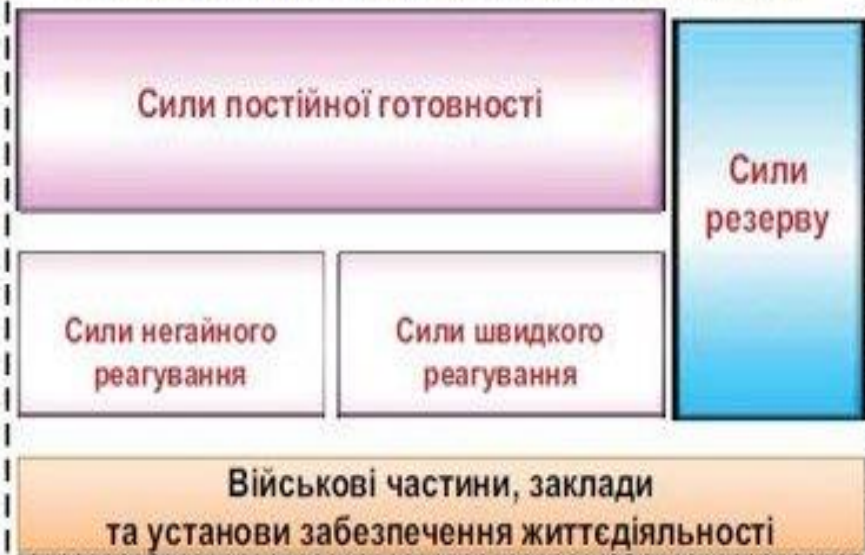 Сили постійної готовності
Сили
резерву
Сили негайного
реагування
Сили швидкого
реагування
Військові частини, заклади
та установи забезпечення життєдіяльності